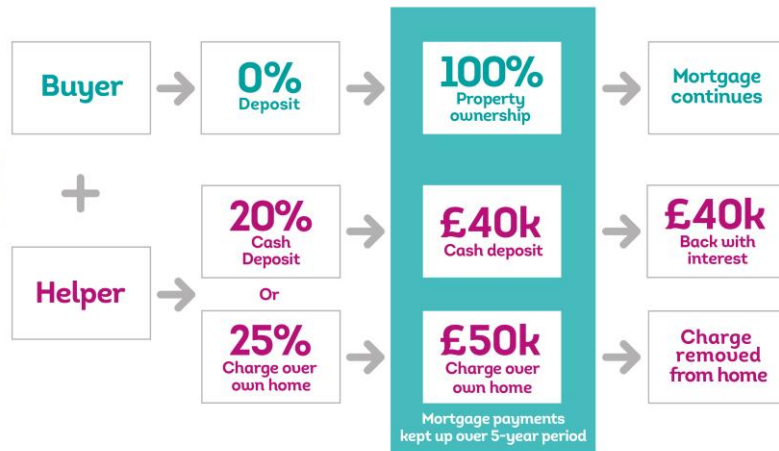 Buyer
0%
Deposit
100%
Property
ownership
Mortgage
continues
+
Helper
20%
Cash
Deposit
£40k
Cash deposit
£40k
Back with
interest
Or
25%
Charge over
own home
£50k
Charge over
own home
Charge
removed
from home
Mortgage payments
kept up over 5-year period